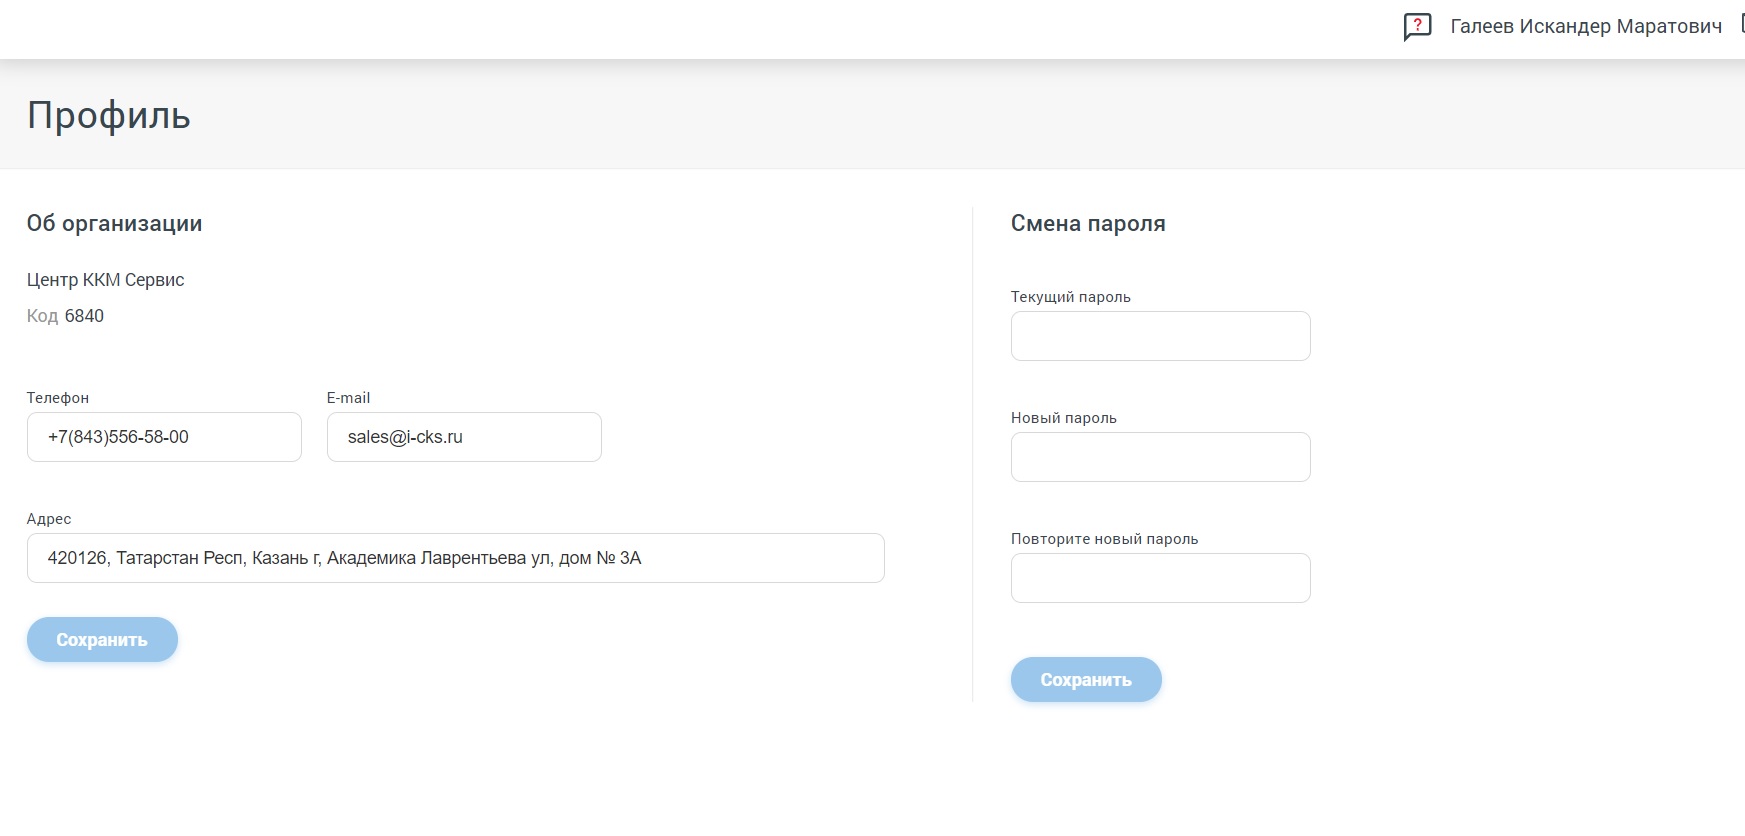 ?
Галеев Искандер Маратович
Профиль
Об организации
Центр ККМ Сервис
Код 6840
Телефон
E-mail
+7(843)556-58-00
sales@i-cks.ru
Адрес
420126, Татарстан Респ, Казань г, Академика Лаврентьева ул, дом № 3А
Сохранить
Смена пароля
Текущий пароль
Новый пароль
Повторите новый пароль
Сохранить